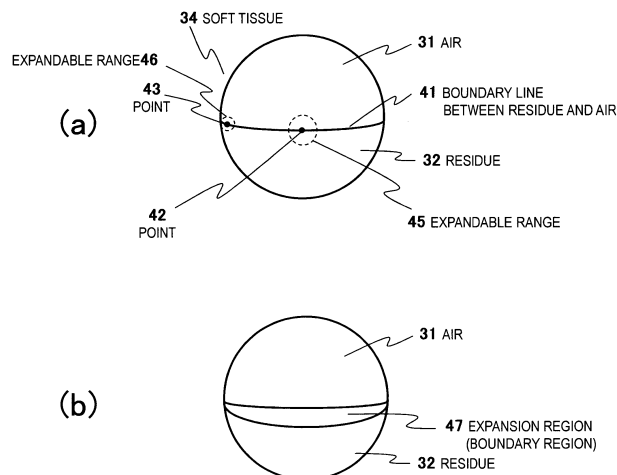 34 SOFT TISSUE
31 AIR
EXPANDABLE RANGE46
43
POINT
41 BOUNDARY LINE
BETWEEN RESIDUE AND AIR
(a)
32 RESIDUE
42
POINT
45 EXPANDABLE RANGE
31 AIR
(b)
47 EXPANSION REGION
(BOUNDARY REGION)
32 RESIDUE